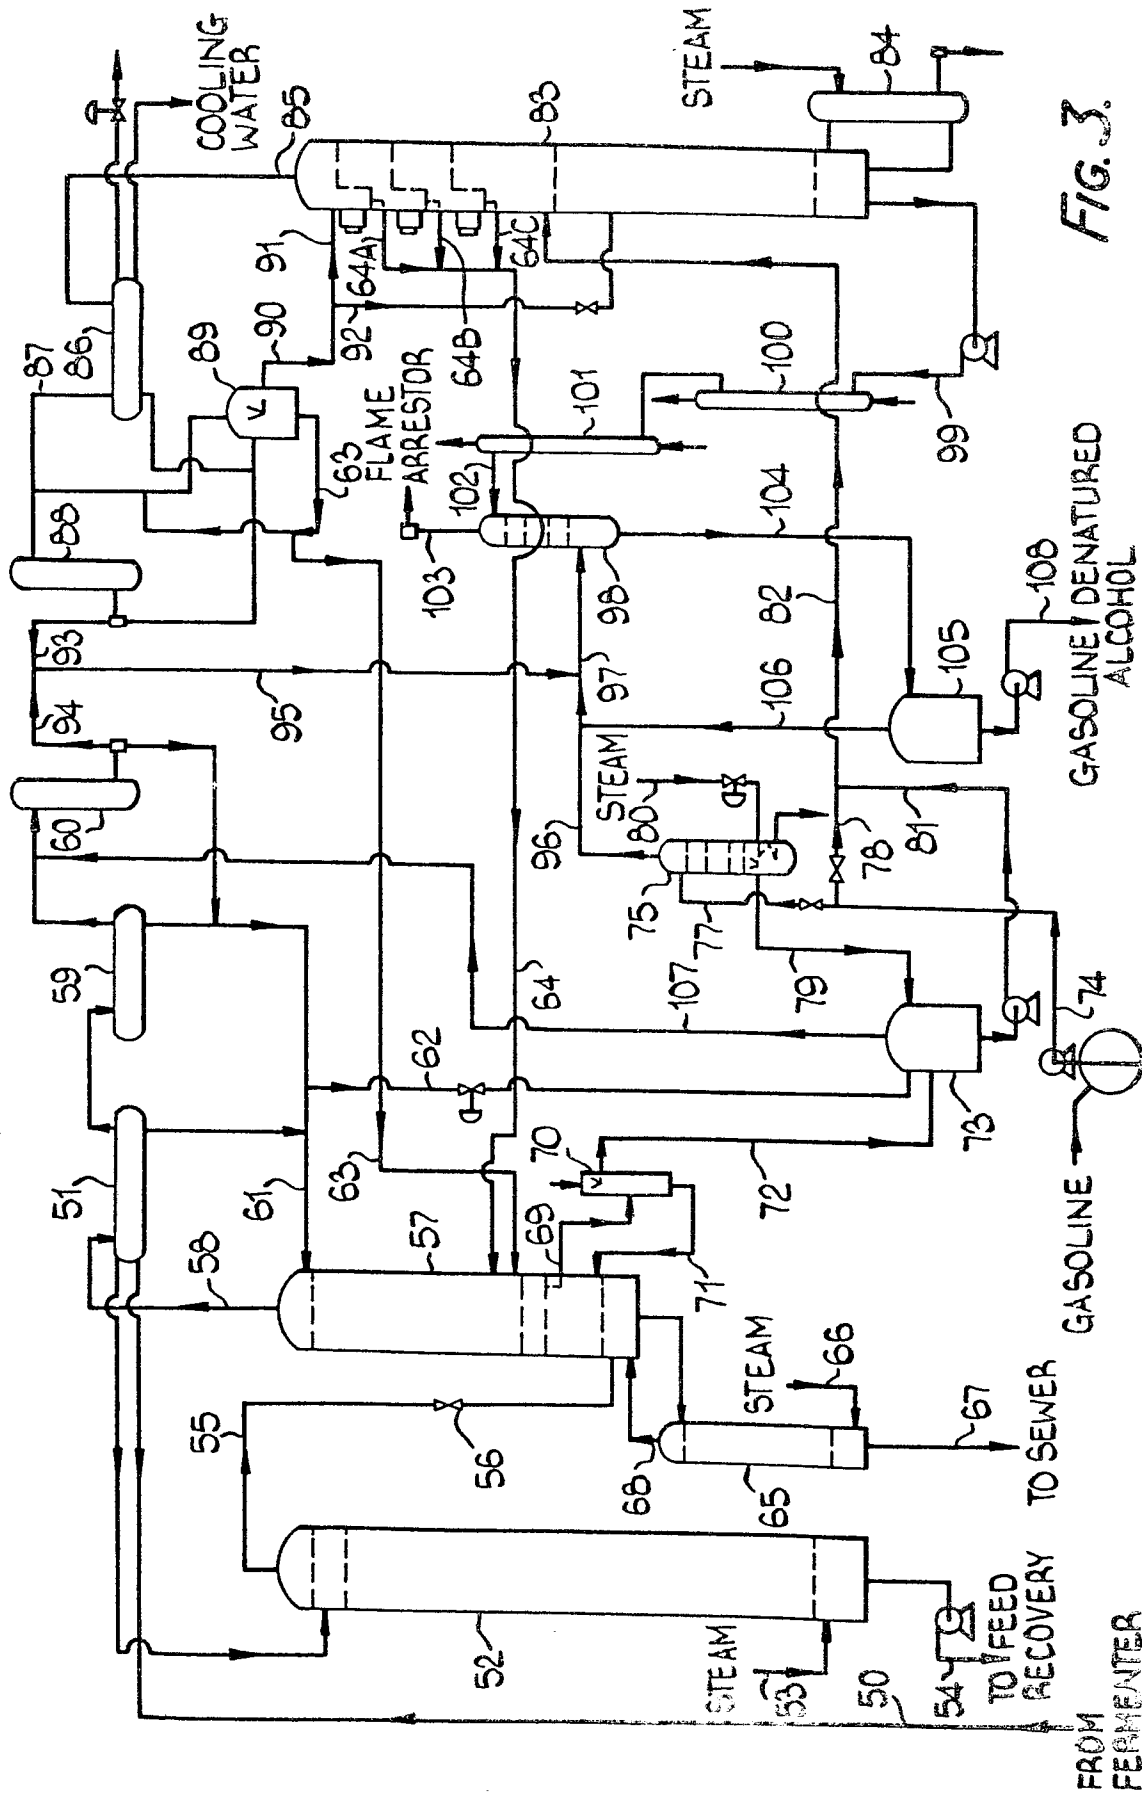 COOLING
WATER
85
STEAM
84
83
FIG. 3.
91
64A
64B
64C
90
92
87
86
89
88
63
FLAME
ARRESTOR
101
100
99
102
103
98
104
93
94
95
97
82
106
105
108
GASOLINE DENATURED
ALCOHOL
60
96
STEAM
80
75
77
78
81
79
59
64
107
62
73
74
51
61
63
70
72
GASOLINE
58
57
69
71
55
56
68
65
STEAM
66
67
TO SEWER
52
STEAM
53
54
TO FEED
RECOVERY
50
FROM
FERMENTER